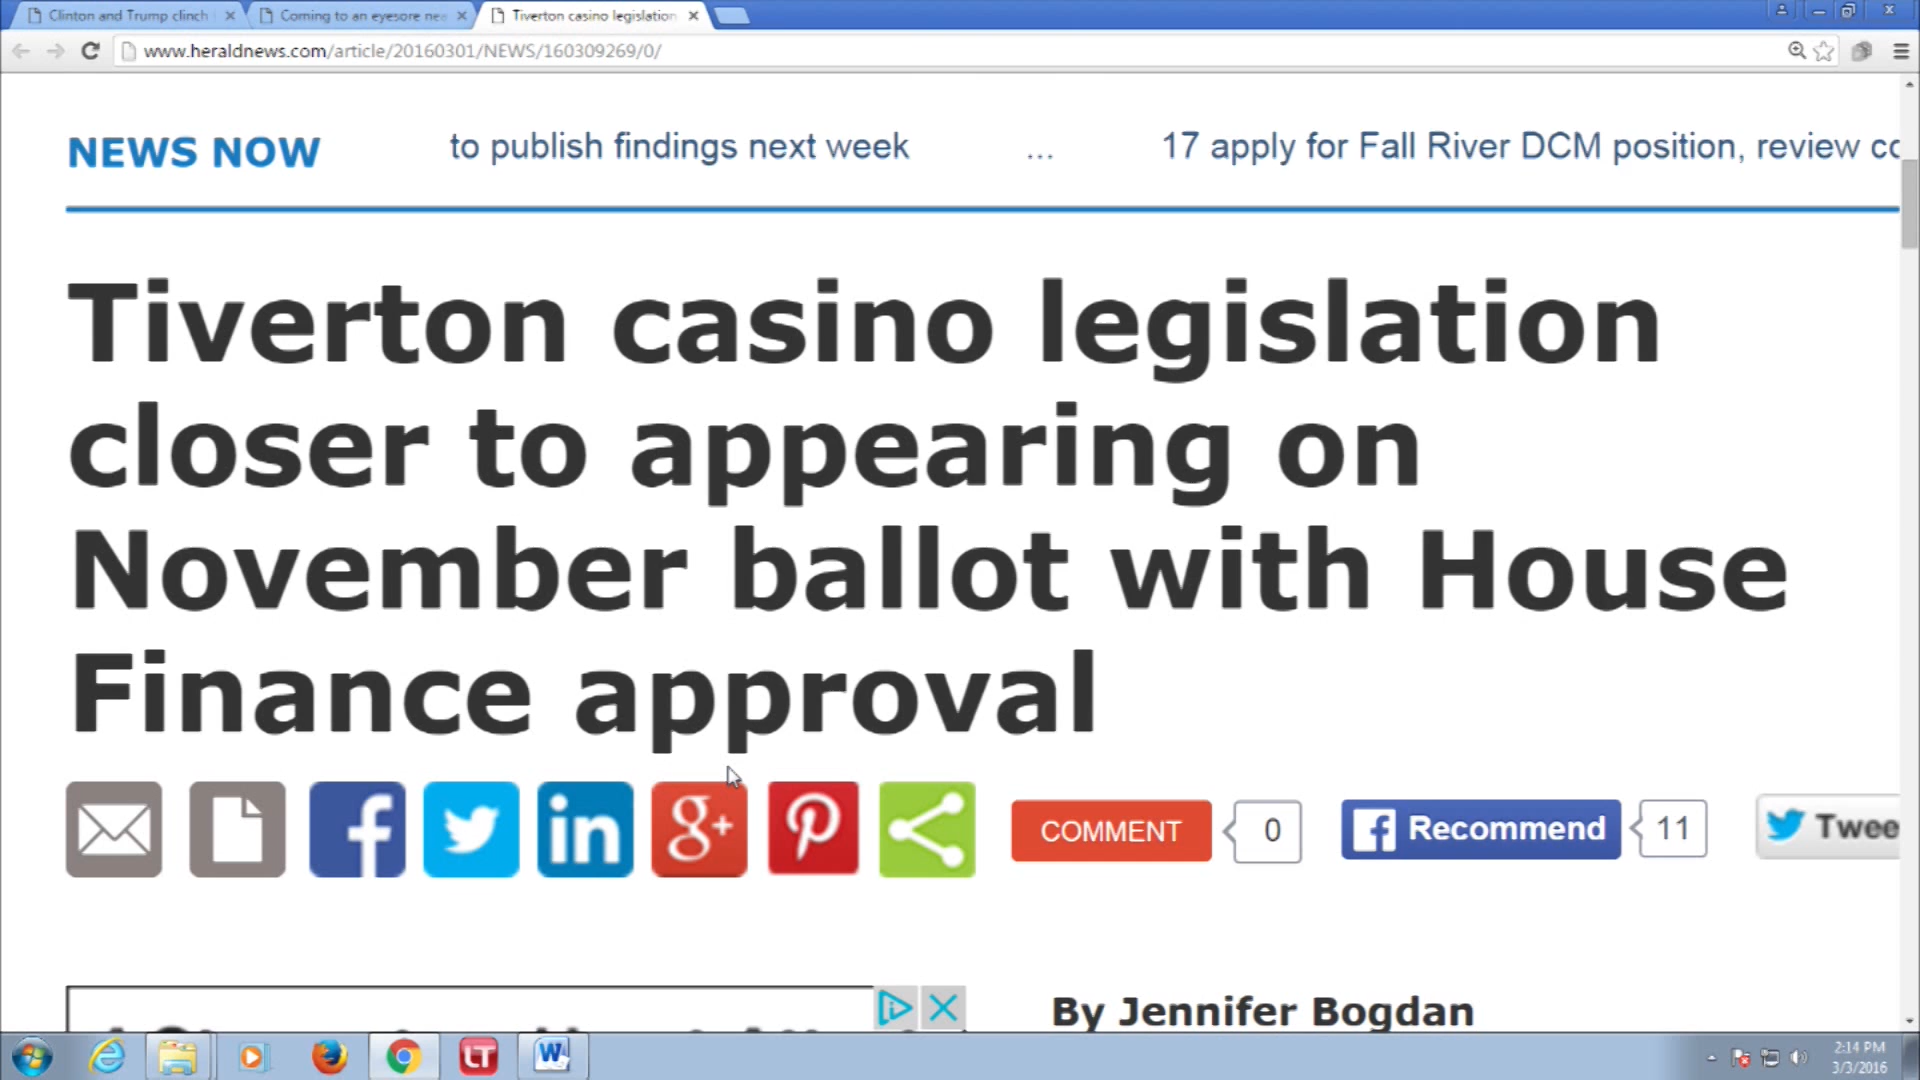 Clinton and Trump clinch
Coming to an eyesore nea
Tiverton casino legislation
www.heraldnews.com/article/20160301/NEWS/160309269/0/
NEWS NOW
to publish findings next week ... 17 apply for Fall River DCM position, review co
Tiverton casino legislation
closer to appearing on
November ballot with House
Finance approval
f in g+ COMMENT 0 f Recommend 11 Twee
By Jennifer Bogdan
LT W 2:14 PM
3/3/2016